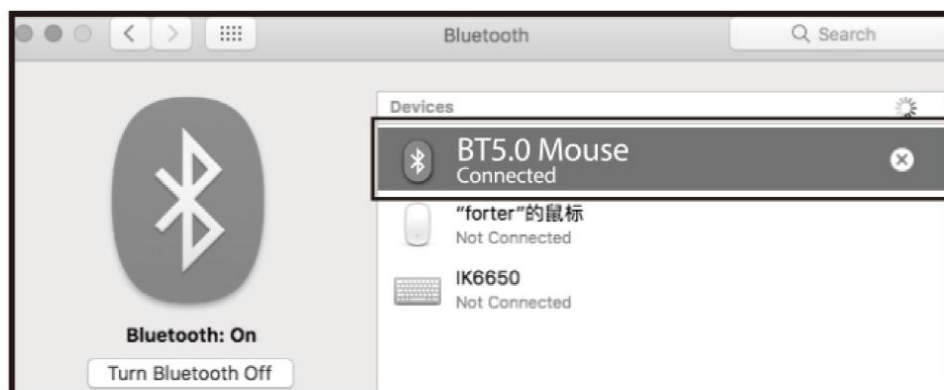 Bluetooth
Search
Devices
BT5.0 Mouse
Connected
"forter"的鼠标
Not Connected
IK6650
Not Connected
Bluetooth: On
Turn Bluetooth Off